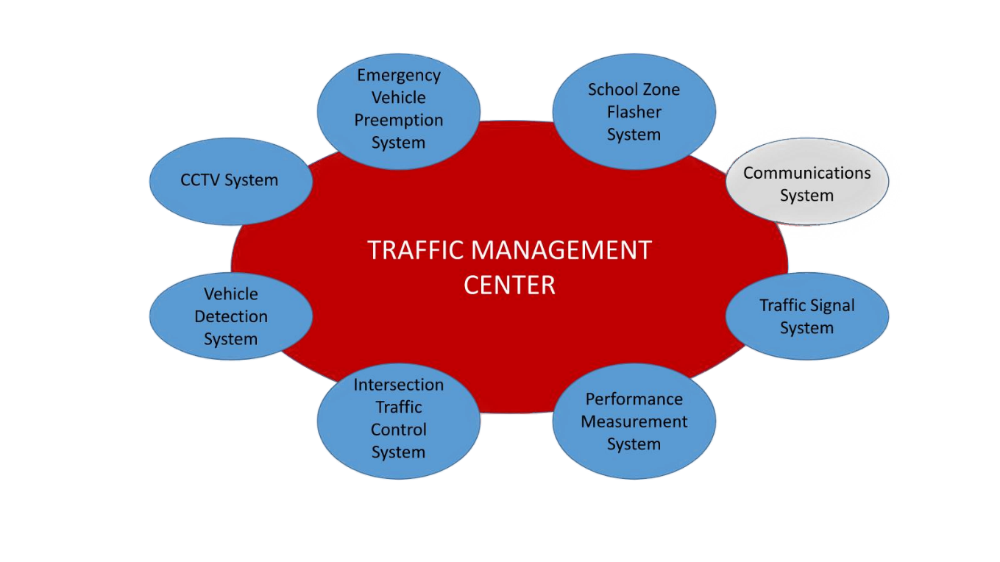 Emergency
Vehicle
Preemption
System
School Zone
Flasher
System
CCTV System
Communications
System
TRAFFIC MANAGEMENT
CENTER
Vehicle
Detection
System
Traffic Signal
System
Intersection
Traffic
Control
System
Performance
Measurement
System